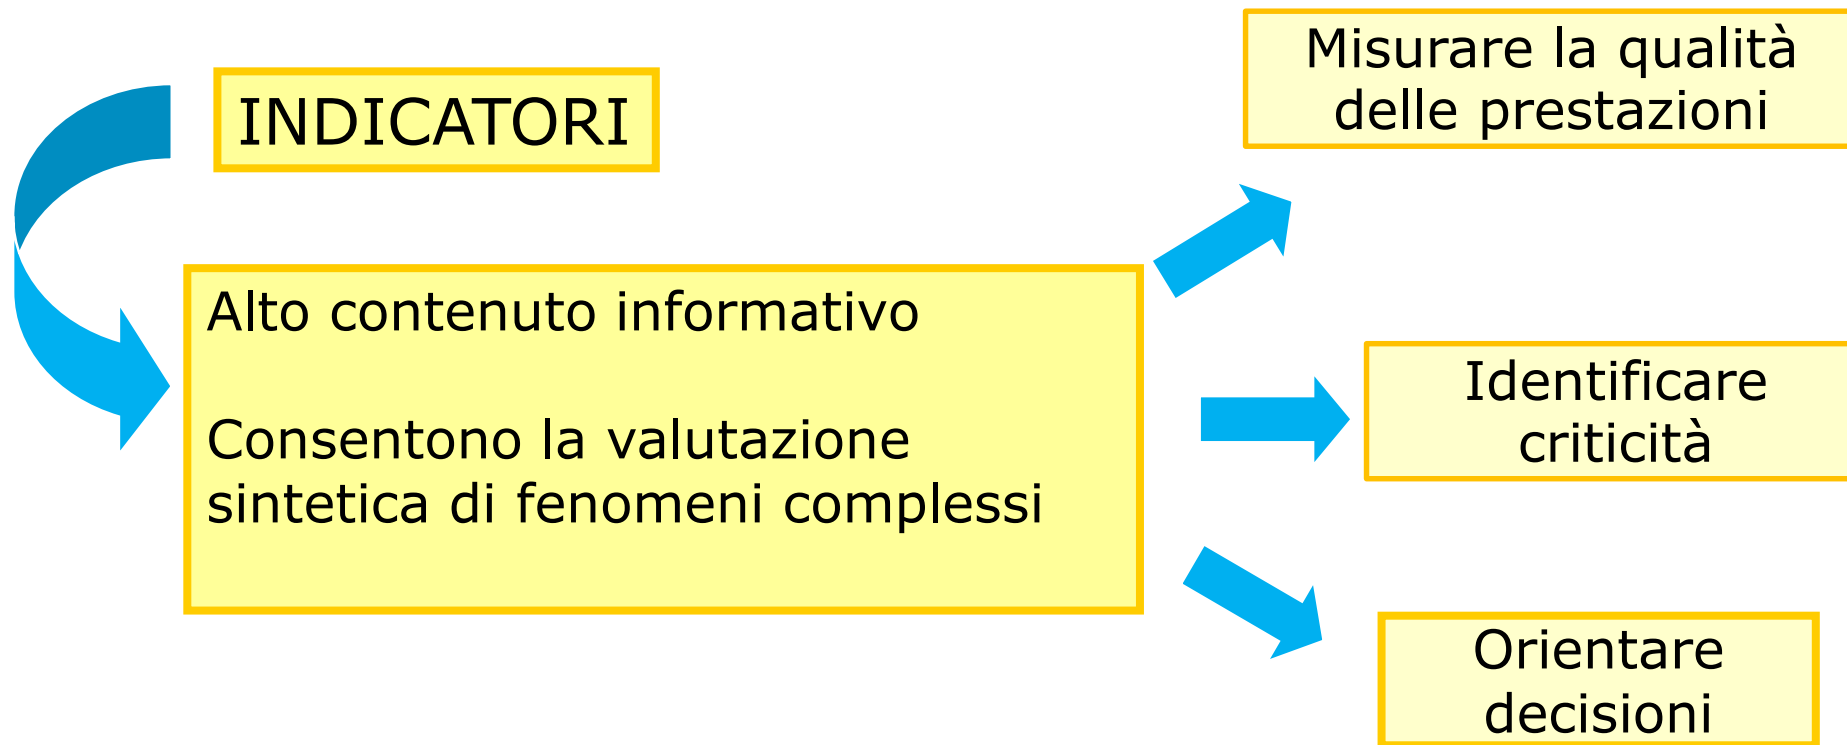 INDICATORI
Alto contenuto informativo
Consentono la valutazione
sintetica di fenomeni complessi
Misurare la qualità
delle prestazioni
Identificare
criticità
Orientare
decisioni